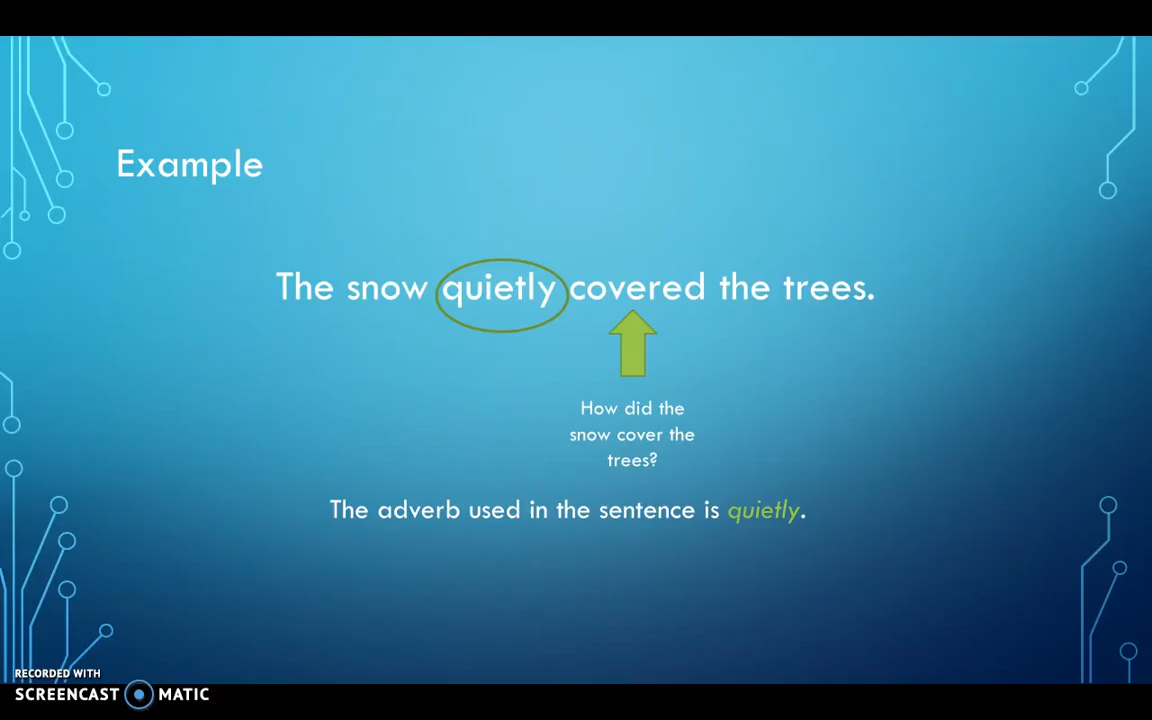 Example
The snow quietly covered the trees.
How did the
snow cover the
trees?
The adverb used in the sentence is quietly.
RECORDED WITH
SCREENCAST MATIC